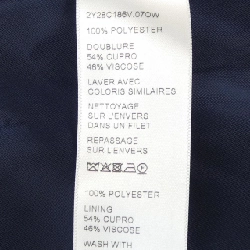 2Y28C186V.070W
100% POLYESTER
DOUBLURE
54% CUPRO
46% VISCOSE
LAVER AVEC
COLORIS SIMILAIRES
NETTOYAGE
SUR L'ENVERS
DANS UN FILET
REPASSAGE
SUR L'ENVERS
100% POLYESTER
LINING
54% CUPRO
46% VISCOSE
WASH WITH